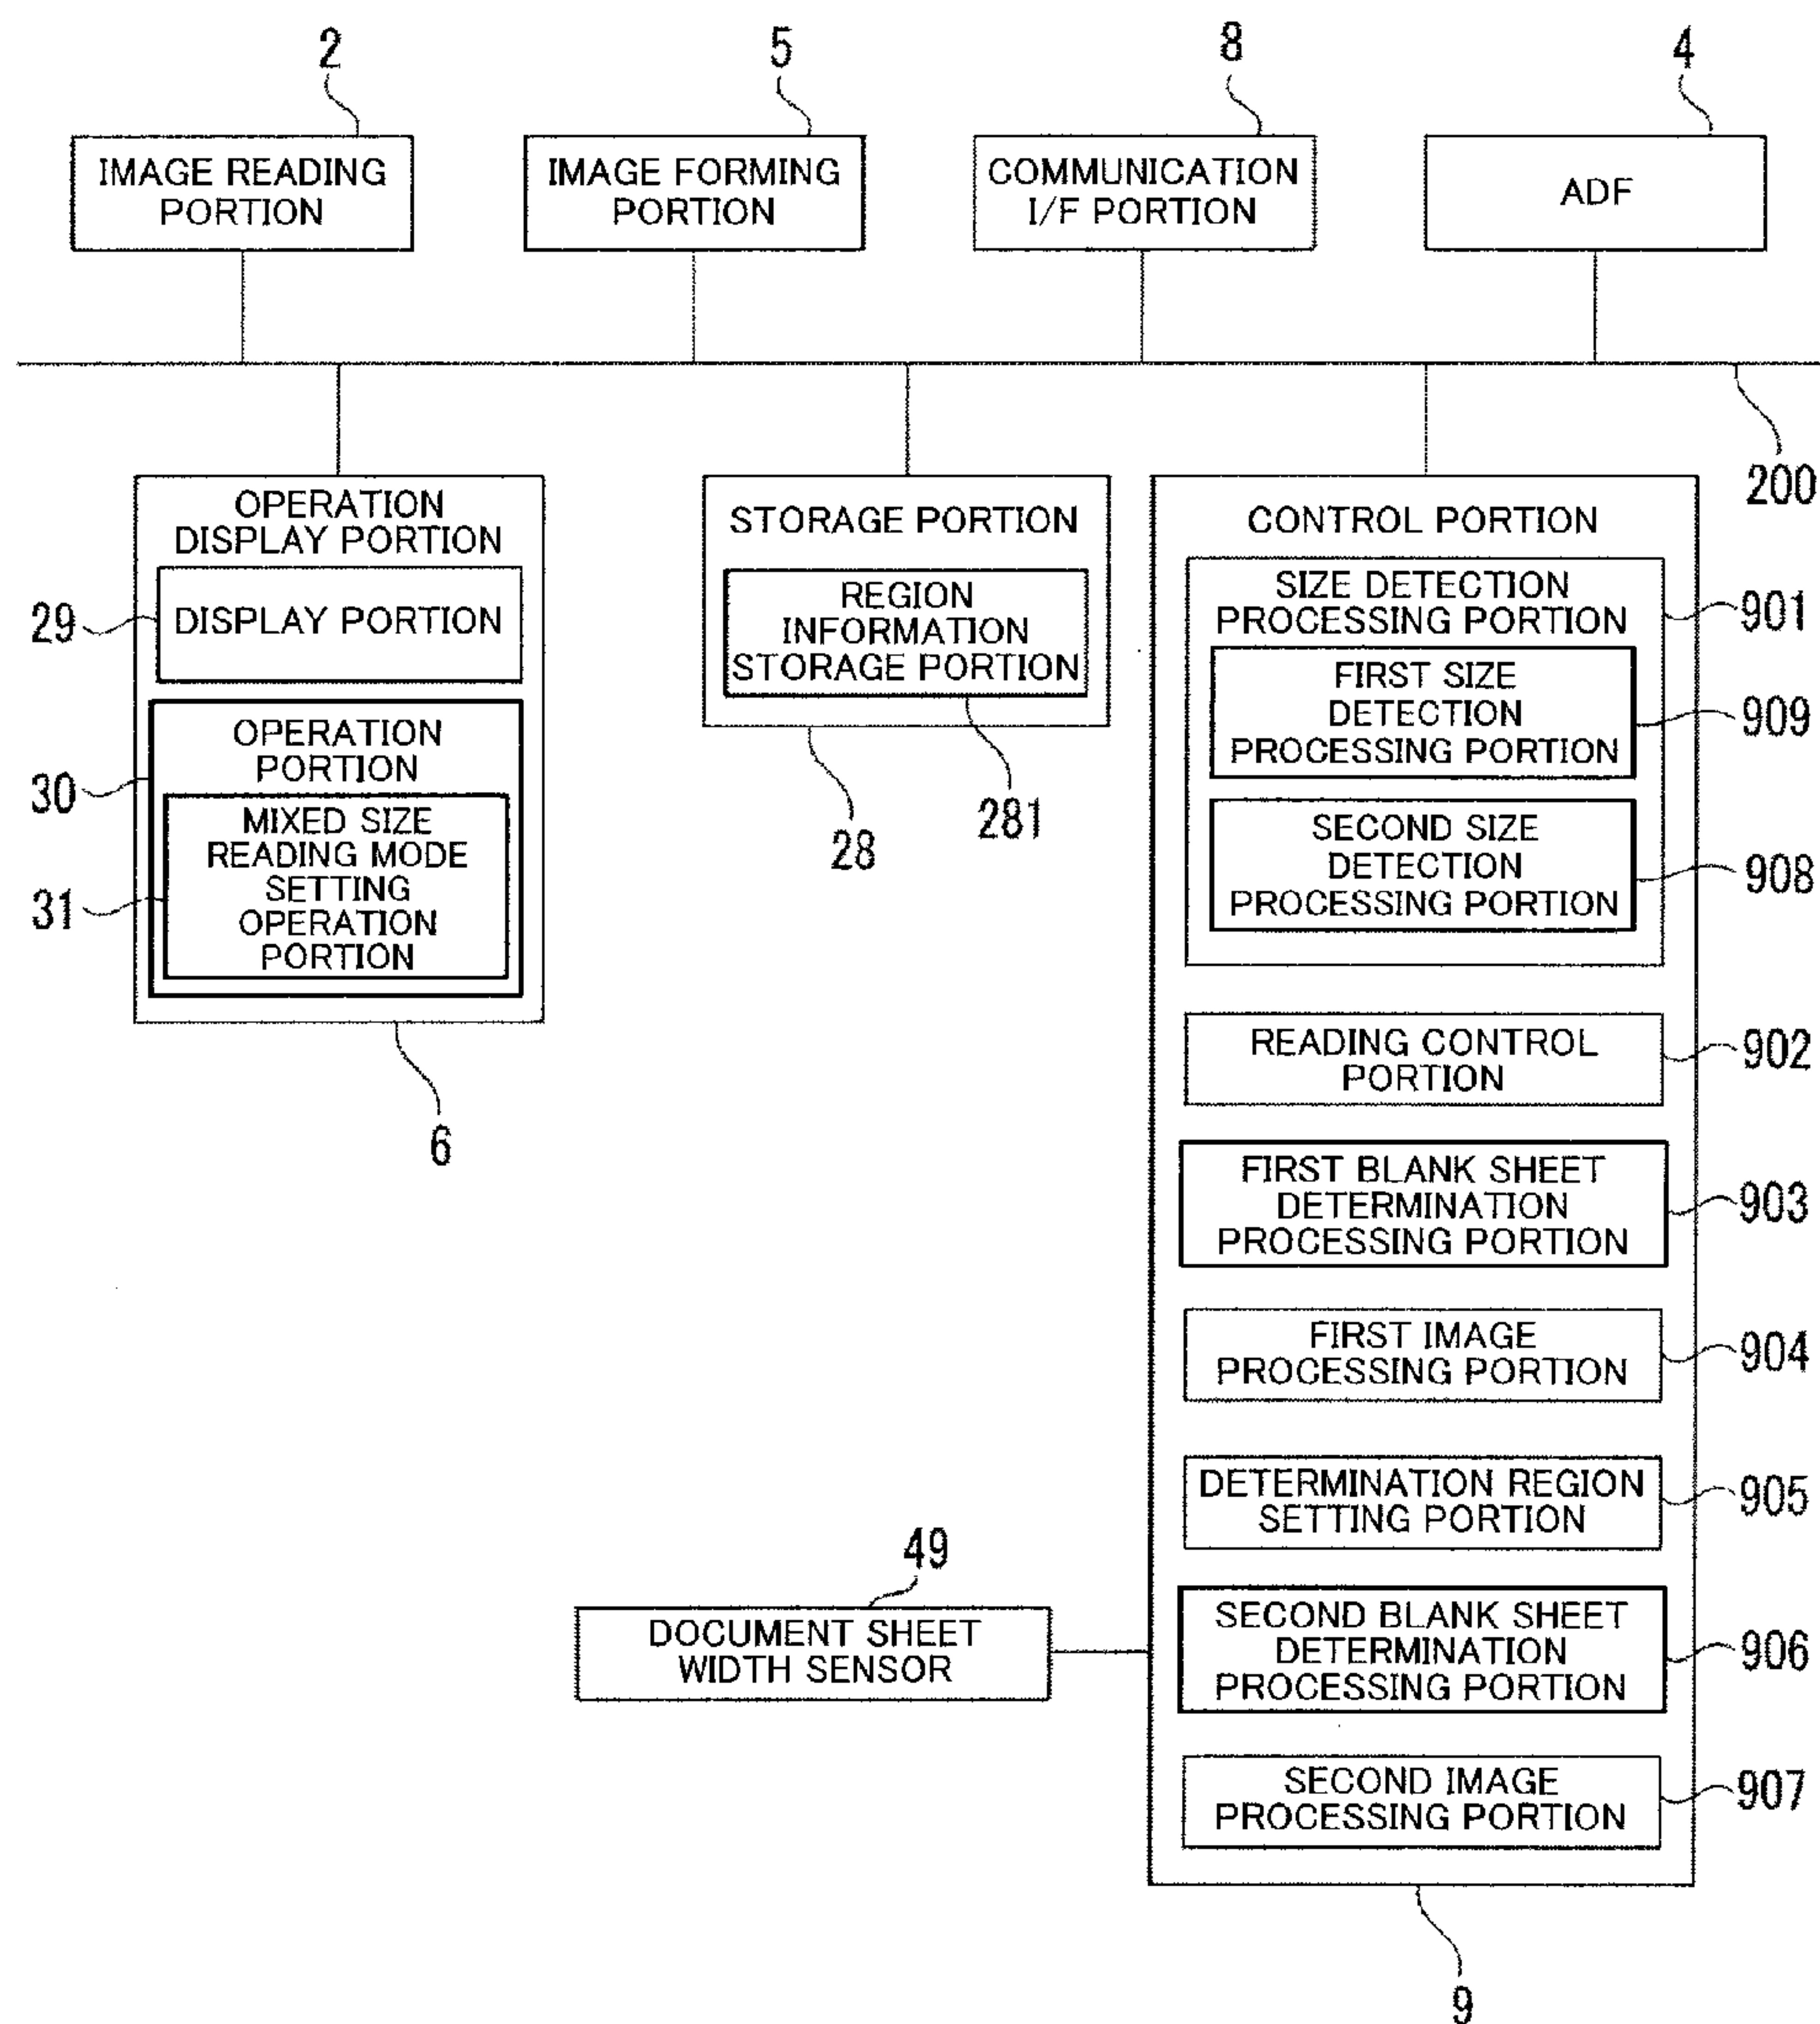 2
5
8
4
IMAGE READING
PORTION
IMAGE FORMING
PORTION
COMMUNICATION
I/F PORTION
ADF
200
OPERATION
DISPLAY PORTION
29
DISPLAY PORTION
30
OPERATION
PORTION
31
MIXED SIZE
READING MODE
SETTING
OPERATION
PORTION
6
STORAGE PORTION
REGION
INFORMATION
STORAGE PORTION
28
281
CONTROL PORTION
SIZE DETECTION
PROCESSING PORTION
901
FIRST SIZE
DETECTION
PROCESSING PORTION
909
SECOND SIZE
DETECTION
PROCESSING PORTION
908
READING CONTROL
PORTION
902
FIRST BLANK SHEET
DETERMINATION
PROCESSING PORTION
903
FIRST IMAGE
PROCESSING PORTION
904
DETERMINATION REGION
SETTING PORTION
905
49
DOCUMENT SHEET
WIDTH SENSOR
SECOND BLANK SHEET
DETERMINATION
PROCESSING PORTION
906
SECOND IMAGE
PROCESSING PORTION
907
9